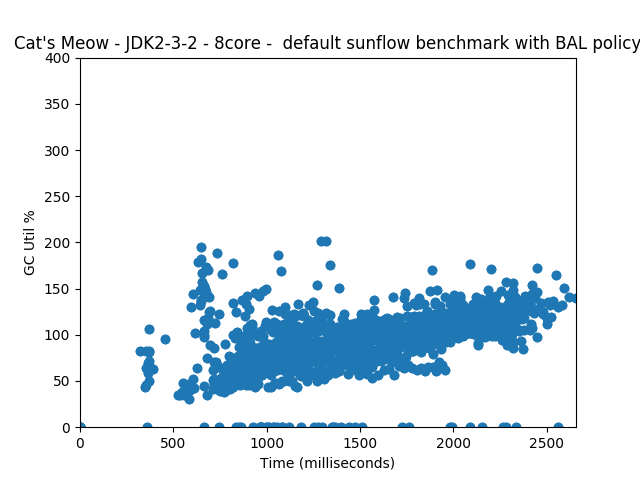 Cat's Meow - JDK2-3-2 - 8core -  default sunflow benchmark with BAL policy
400
350
300
250
200
150
100
50
0
GC Util %
0 500 1000 1500 2000 2500
Time (milliseconds)